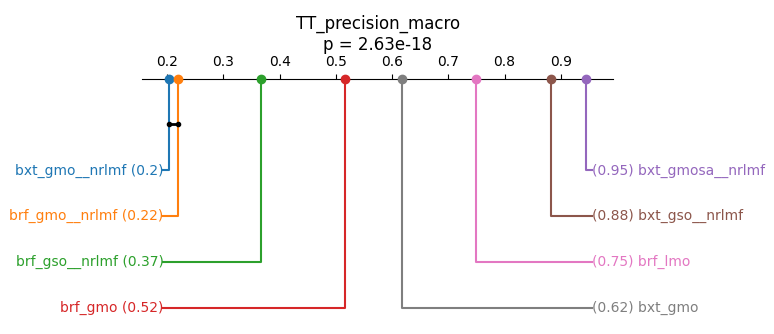 TT_precision_macro
p = 2.63e-18
0.2 0.3 0.4 0.5 0.6 0.7 0.8 0.9
bxt_gmo__nrlmf (0.2) (0.95) bxt_gmosa__nrlmf
brf_gmo__nrlmf (0.22) (0.88) bxt_gso__nrlmf
brf_gso__nrlmf (0.37) (0.75) brf_lmo
brf_gmo (0.52) (0.62) bxt_gmo